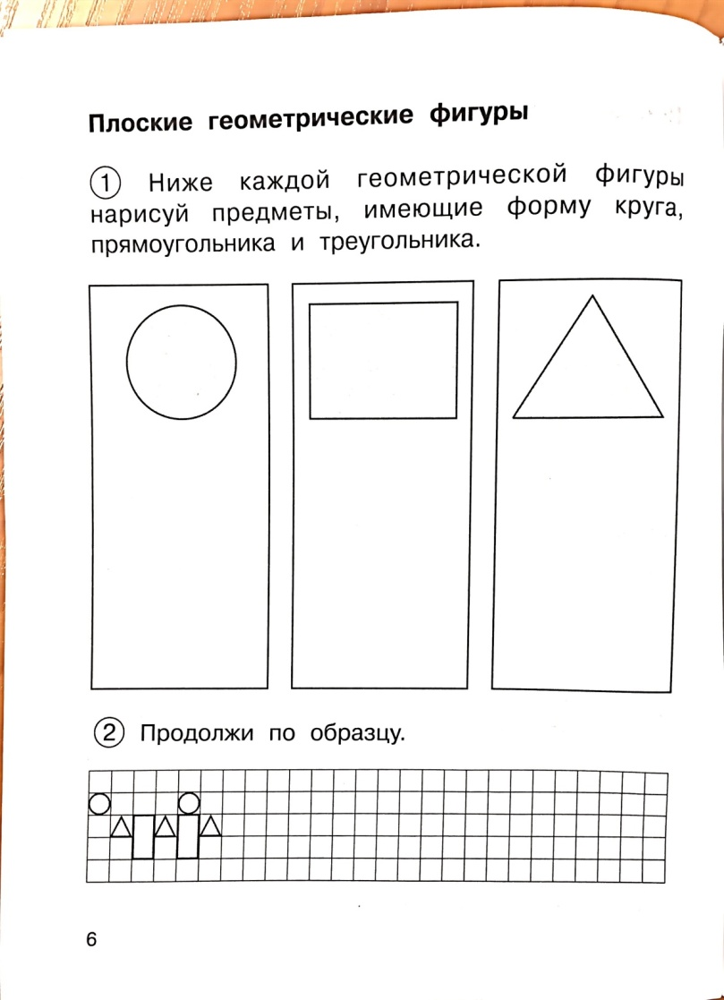 Плоские геометрические фигуры
1 Ниже каждой геометрической фигуры
нарисуй предметы, имеющие форму круга,
прямоугольника и треугольника.
2 Продолжи по образцу.
6